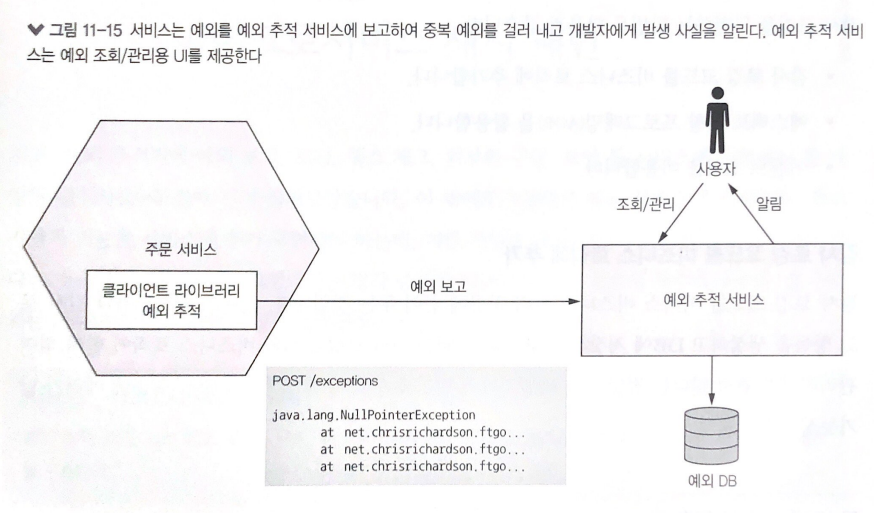 그림 11-15 서비스는 예외를 예외 추적 서비스에 보고하여 중복 예외를 걸러 내고 개발자에게 발생 사실을 알린다. 예외 추적 서비
스는 예외 조회/관리용 UI를 제공한다
사용자
조회/관리
알림
주문 서비스
클라이언트 라이브러리
예외 추적
예외 보고
예외 추적 서비스
POST /exceptions
java.lang.NullPointerException
at net.chrisrichardson.ftgo...
at net.chrisrichardson.ftgo...
at net.chrisrichardson.ftgo...
예외 DB